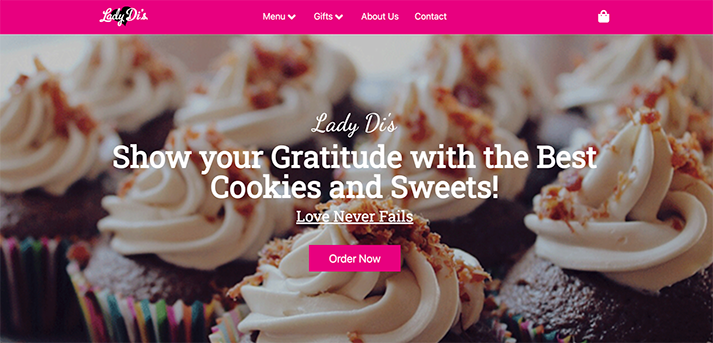 Lady Di's
Menu Gifts About Us Contact
Lady Di's
Show your Gratitude with the Best
Cookies and Sweets!
Love Never Fails
Order Now